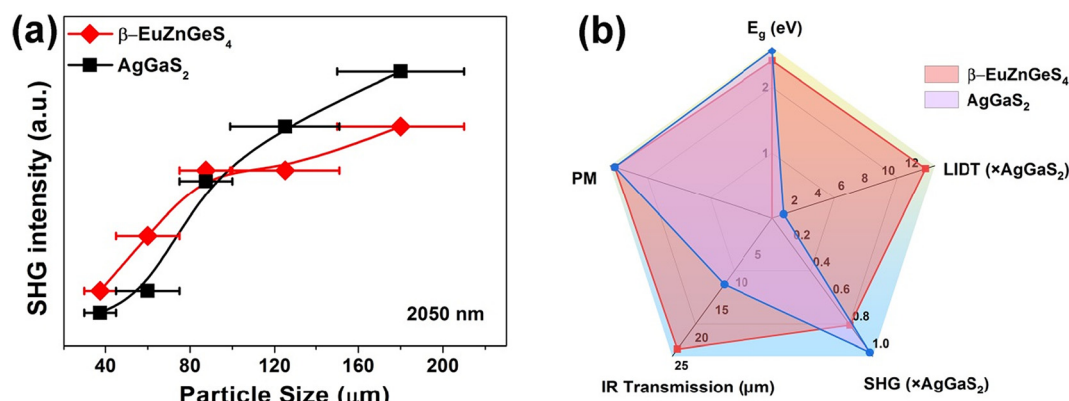 (a)
β–EuZnGeS₄
AgGaS₂
SHG intensity (a.u.)
2050 nm
40 80 120 160 200
Particle Size (μm)
(b)
E_g (eV)
β–EuZnGeS₄
AgGaS₂
2
1
PM
LIDT (×AgGaS₂)
2 4 6 8 10 12
0.2
0.4
0.6
0.8
1.0
5
10
15
20
25
IR Transmission (μm)
SHG (×AgGaS₂)